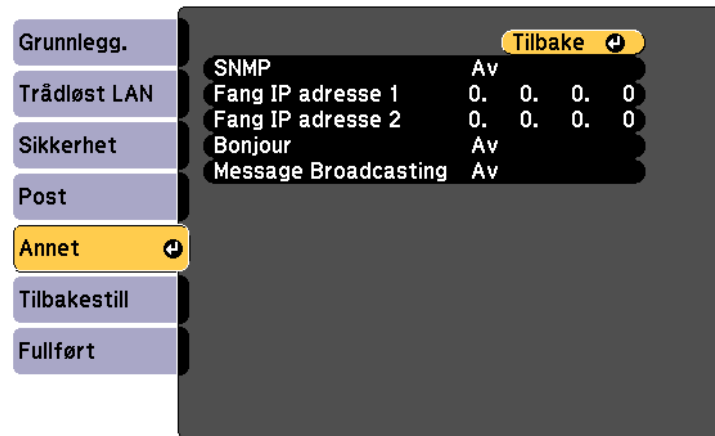 Grunnlegg.
Trådløst LAN
Sikkerhet
Post
Annet
Tilbakestill
Fullført
Tilbake
SNMP Av
Fang IP adresse 1 0. 0. 0. 0
Fang IP adresse 2 0. 0. 0. 0
Bonjour Av
Message Broadcasting Av